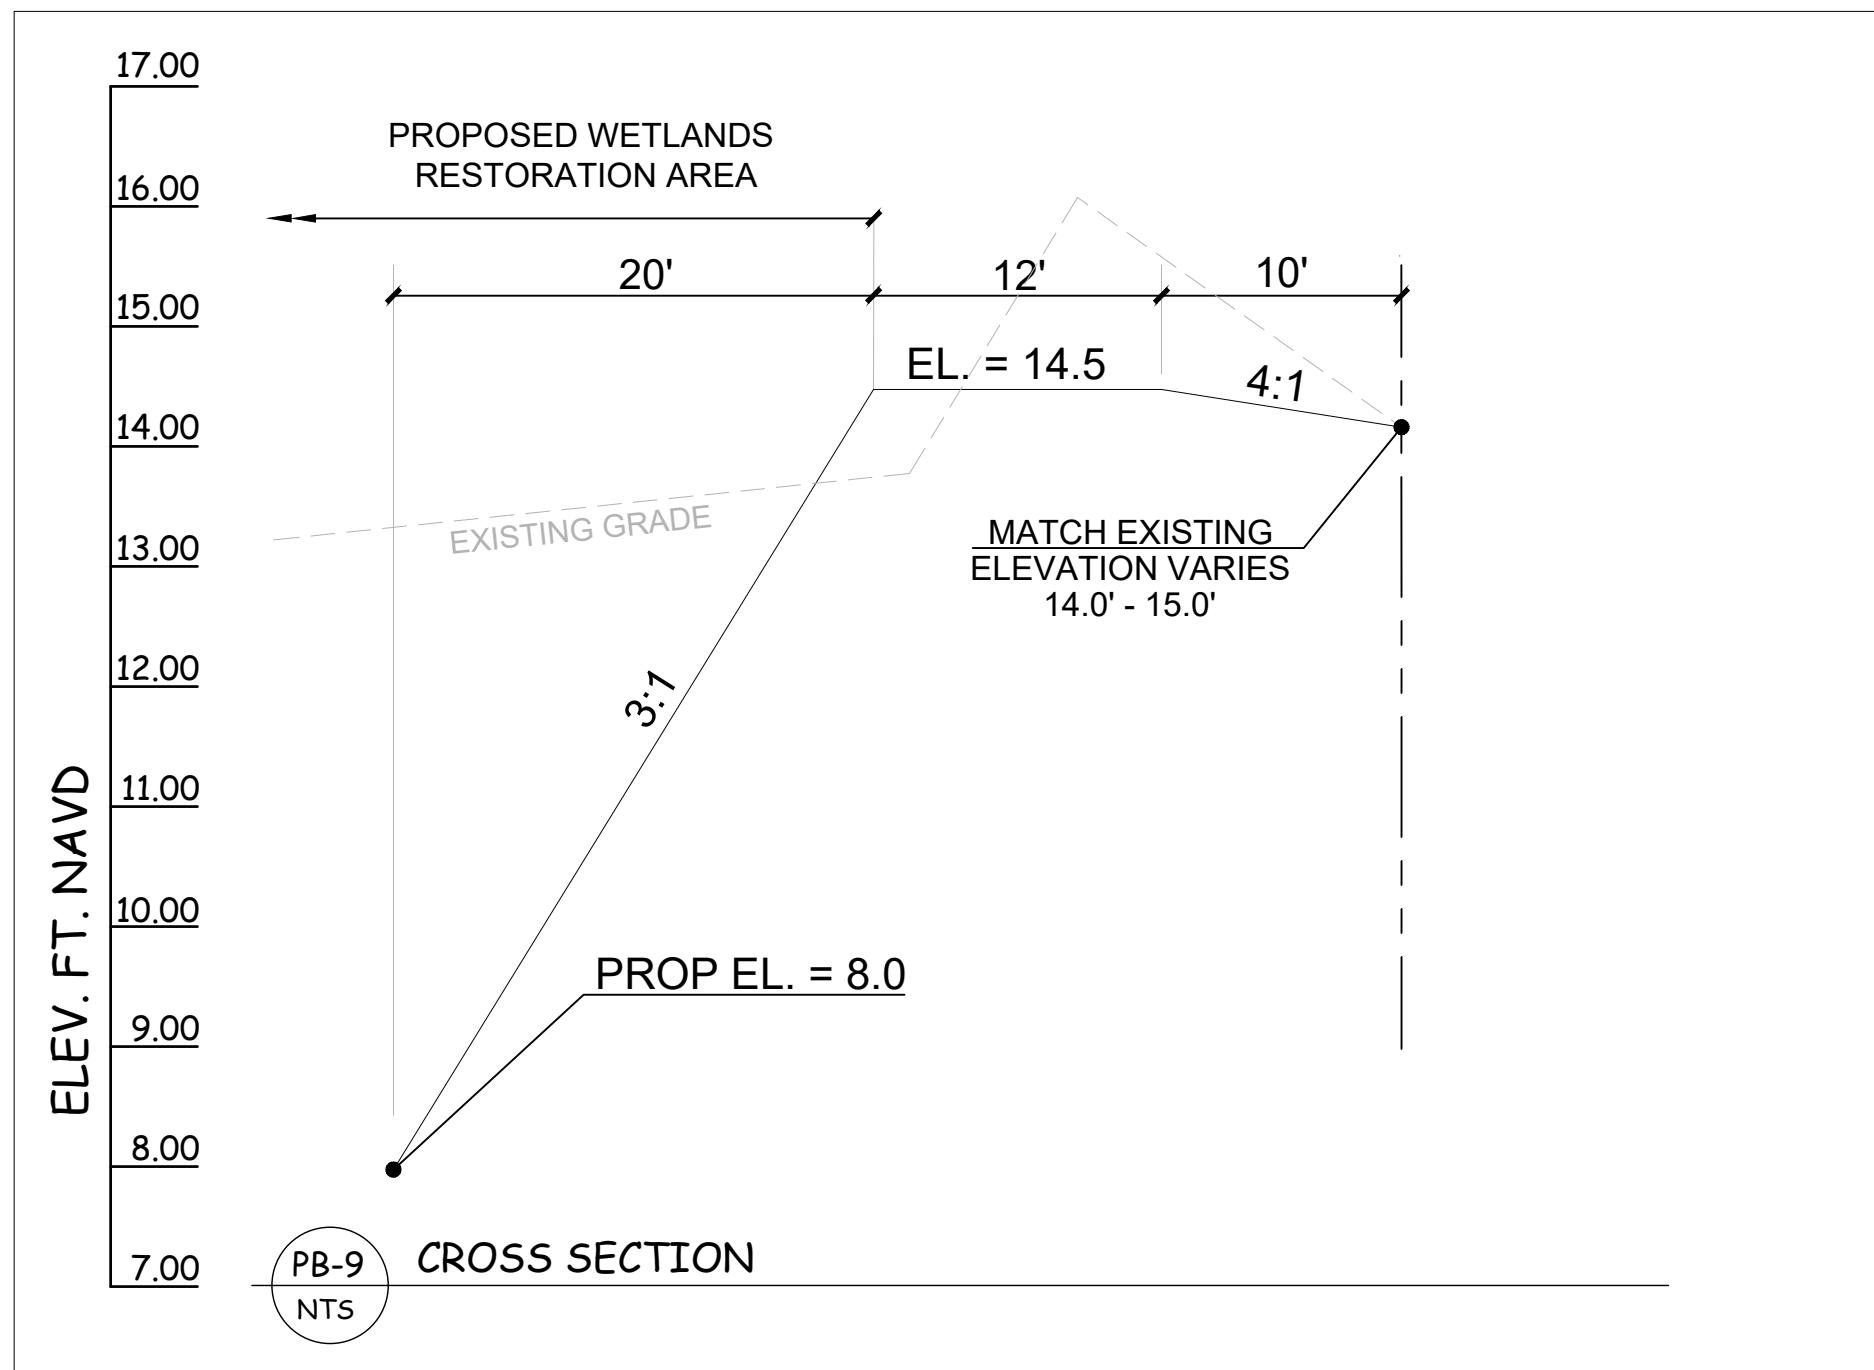 17.00
16.00
15.00
14.00
13.00
12.00
11.00
10.00
9.00
8.00
7.00
ELEV. FT. NAVD
PROPOSED WETLANDS
RESTORATION AREA
20'
12'
10'
EL. = 14.5
4:1
EXISTING GRADE
MATCH EXISTING
ELEVATION VARIES
14.0' - 15.0'
3:1
PROP EL. = 8.0
PB-9
NTS
CROSS SECTION